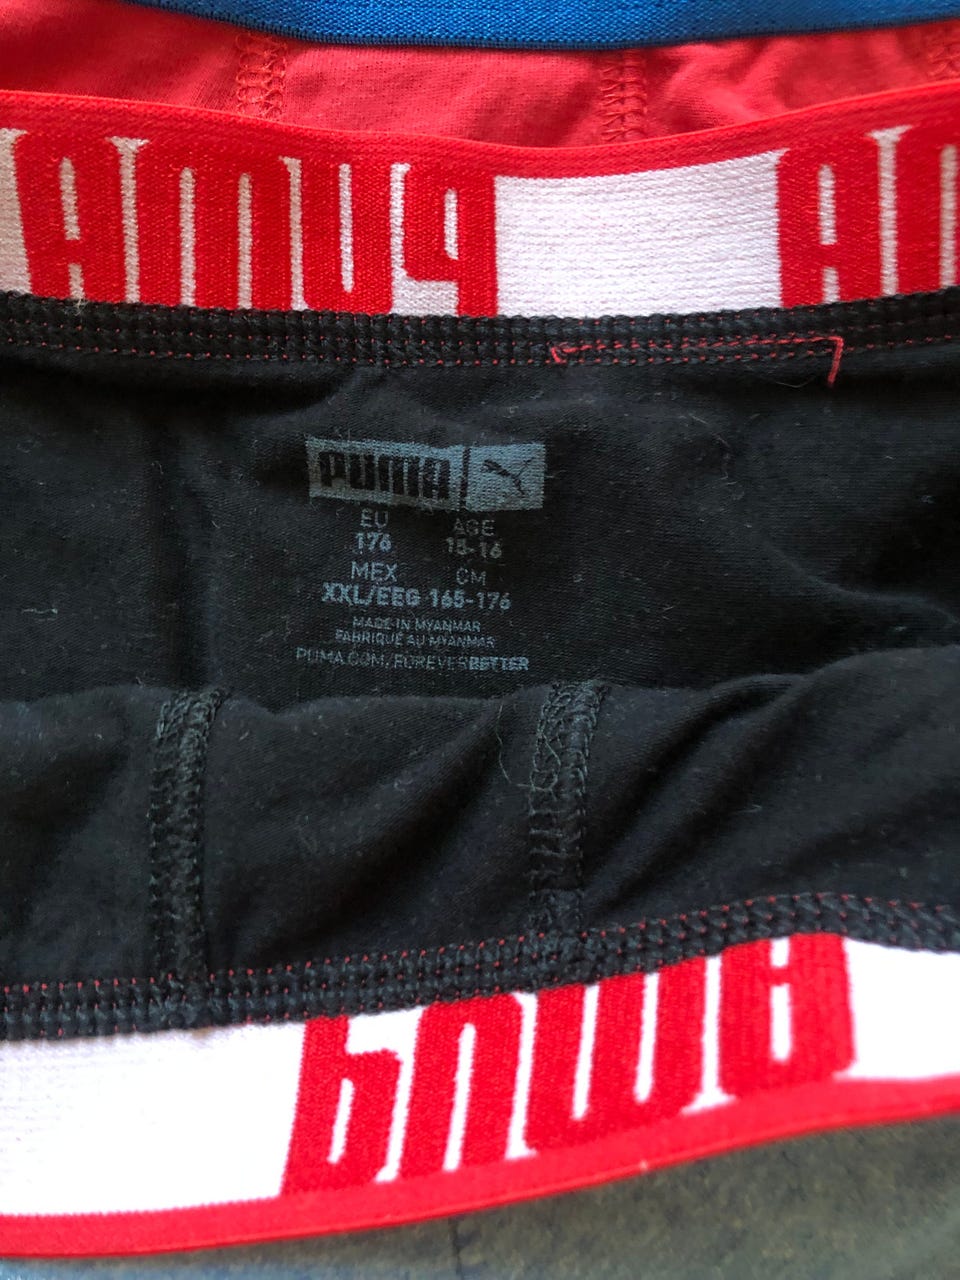 PUMA
PUMA
EU AGE
176 15-16
MEX CM
XXL/EEG 165-176
MADE IN MYANMAR
FABRIQUÉ AU MYANMAR
PUMA.COM/FOREVERBETTER
PUMA